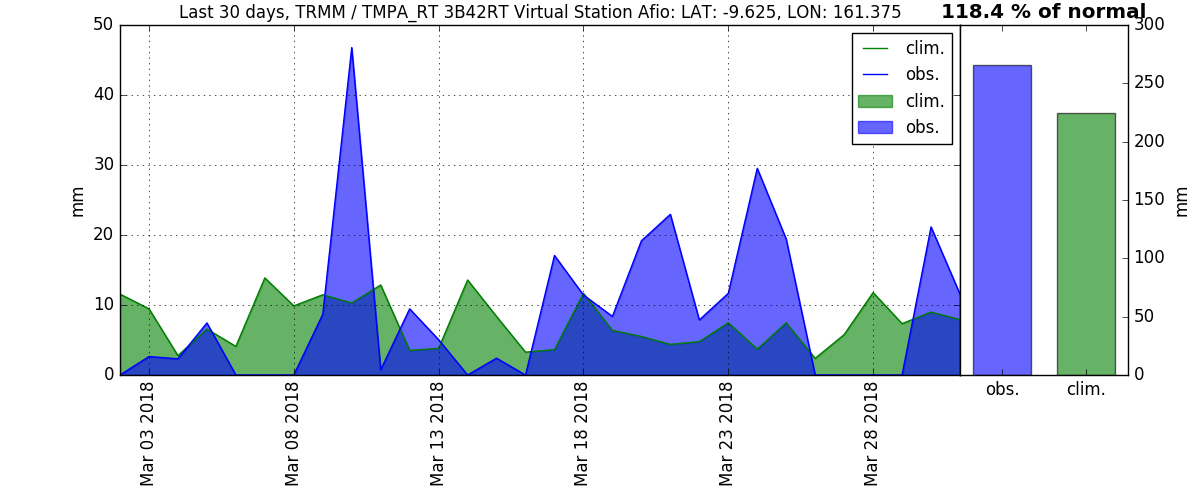 Last 30 days, TRMM / TMPA_RT 3B42RT Virtual Station Afio: LAT: -9.625, LON: 161.375
118.4 % of normal
50
40
30
20
10
0
mm
clim.
obs.
clim.
obs.
300
250
200
150
100
50
0
mm
Mar 03 2018
Mar 08 2018
Mar 13 2018
Mar 18 2018
Mar 23 2018
Mar 28 2018
obs.
clim.